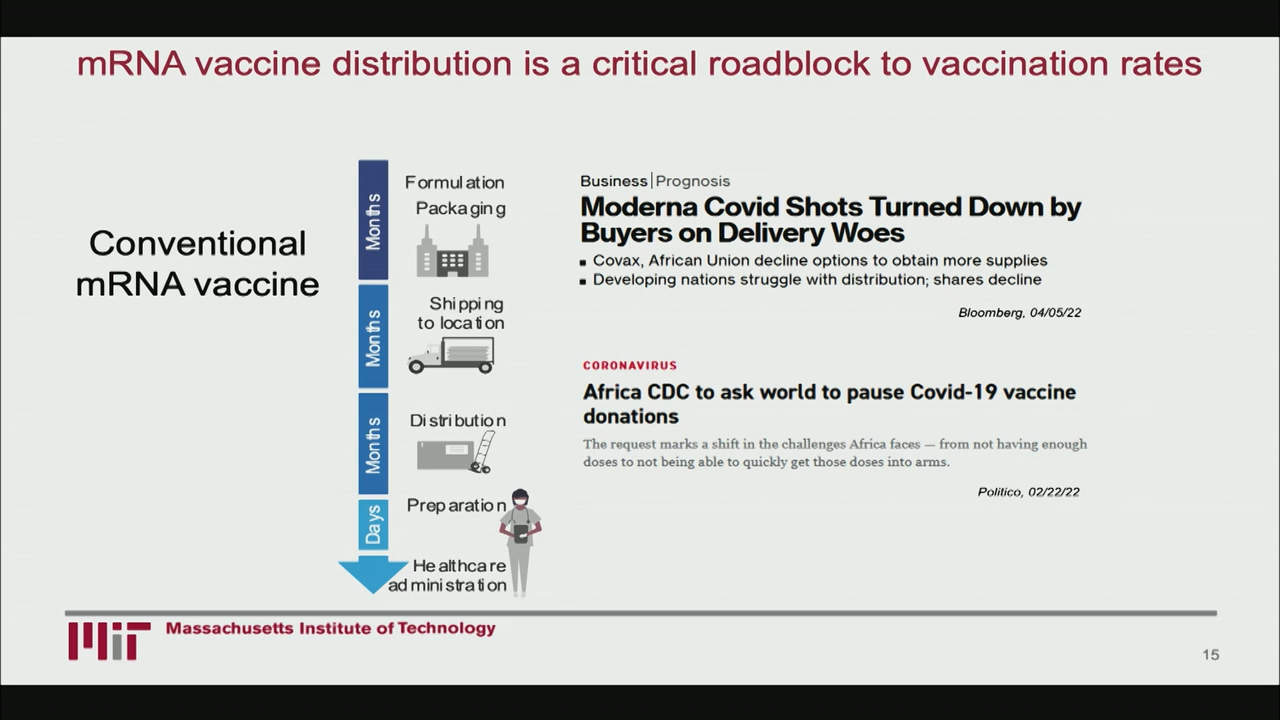 mRNA vaccine distribution is a critical roadblock to vaccination rates
Conventional
mRNA vaccine
Months
Formulation
Packaging
Months
Shipping
to location
Months
Distribution
Days
Preparation
Healthcare
administration
Business|Prognosis
Moderna Covid Shots Turned Down by
Buyers on Delivery Woes
▪ Covax, African Union decline options to obtain more supplies
▪ Developing nations struggle with distribution; shares decline
Bloomberg, 04/05/22
CORONAVIRUS
Africa CDC to ask world to pause Covid-19 vaccine
donations
The request marks a shift in the challenges Africa faces — from not having enough
doses to not being able to quickly get those doses into arms.
Politico, 02/22/22
MIT Massachusetts Institute of Technology
15